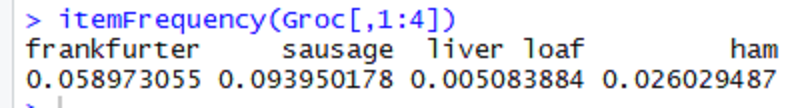 > itemFrequency(Groc[,1:4])
frankfurter sausage liver loaf ham
0.058973055 0.093950178 0.005083884 0.026029487
>